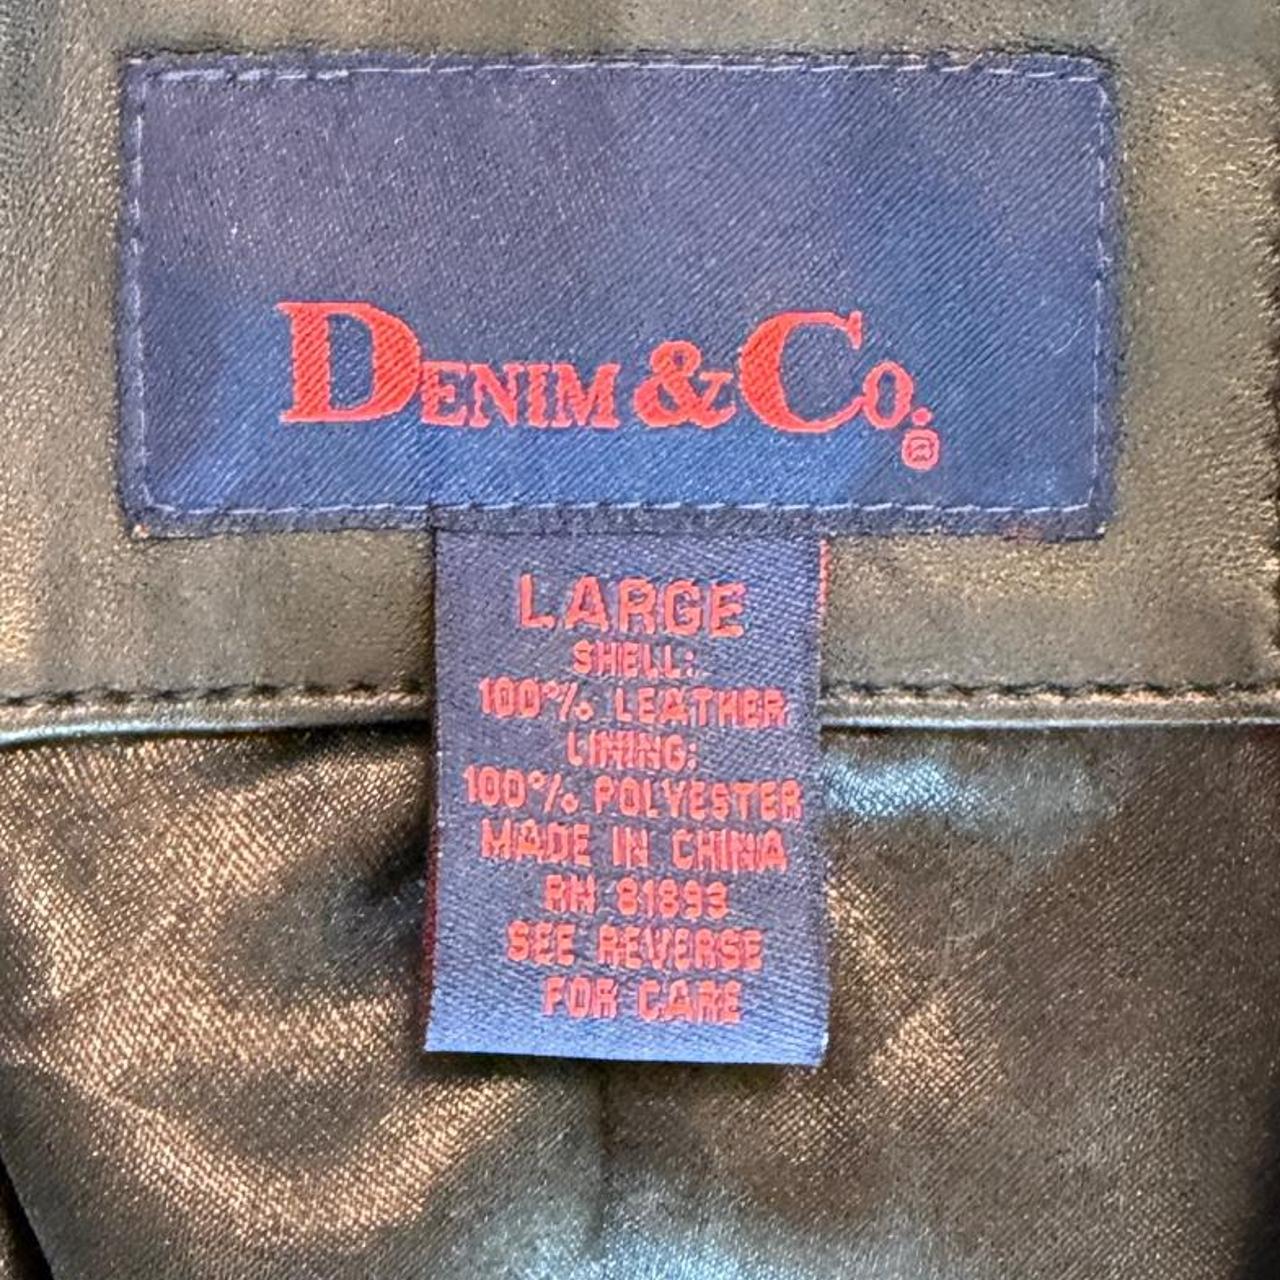 DENIM & CO.®
LARGE
SHELL:
100% LEATHER
LINING:
100% POLYESTER
MADE IN CHINA
RN 81893
SEE REVERSE
FOR CARE